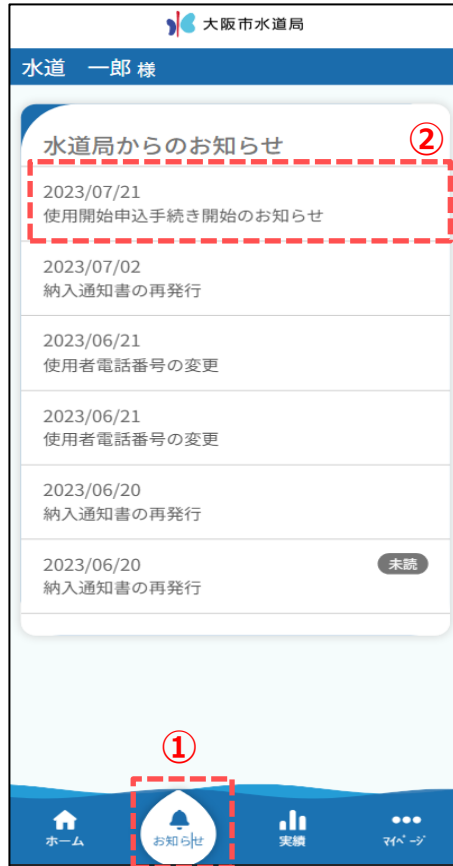 大阪市水道局
水道　一郎 様
水道局からのお知らせ
②
2023/07/21
使用開始申込手続き開始のお知らせ
2023/07/02
納入通知書の再発行
2023/06/21
使用者電話番号の変更
2023/06/21
使用者電話番号の変更
2023/06/20
納入通知書の再発行
2023/06/20
未読
納入通知書の再発行
①
ホーム
お知らせ
実績
マイページ